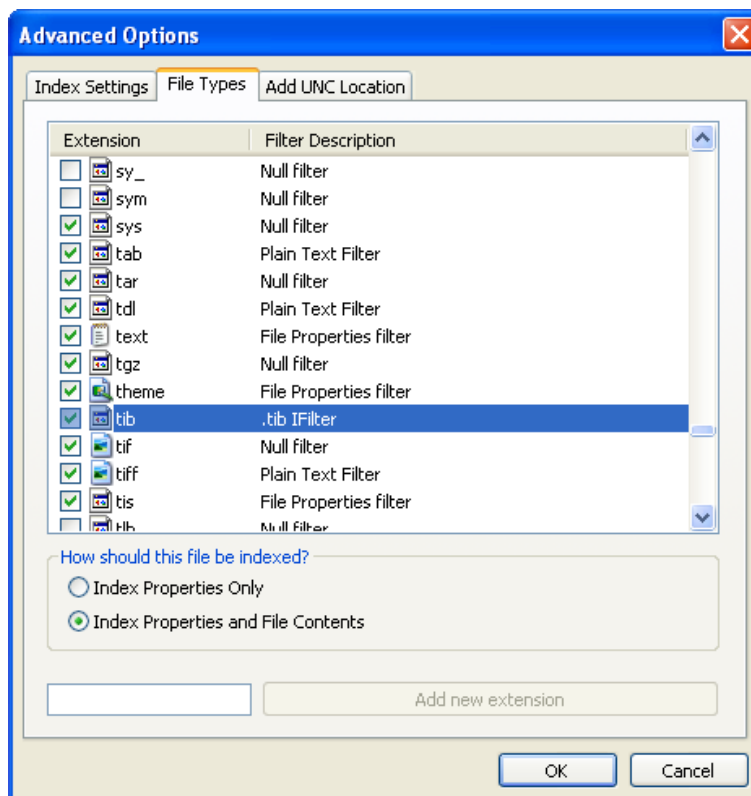 Advanced Options
Index Settings File Types Add UNC Location
Extension Filter Description
sy_ Null filter
sym Null filter
sys Null filter
tab Plain Text Filter
tar Null filter
tdl Plain Text Filter
text File Properties filter
tgz Null filter
theme File Properties filter
tib .tib IFilter
tif Null filter
tiff Plain Text Filter
tis File Properties filter
tlb Null filter
How should this file be indexed?
Index Properties Only
Index Properties and File Contents
Add new extension
OK Cancel